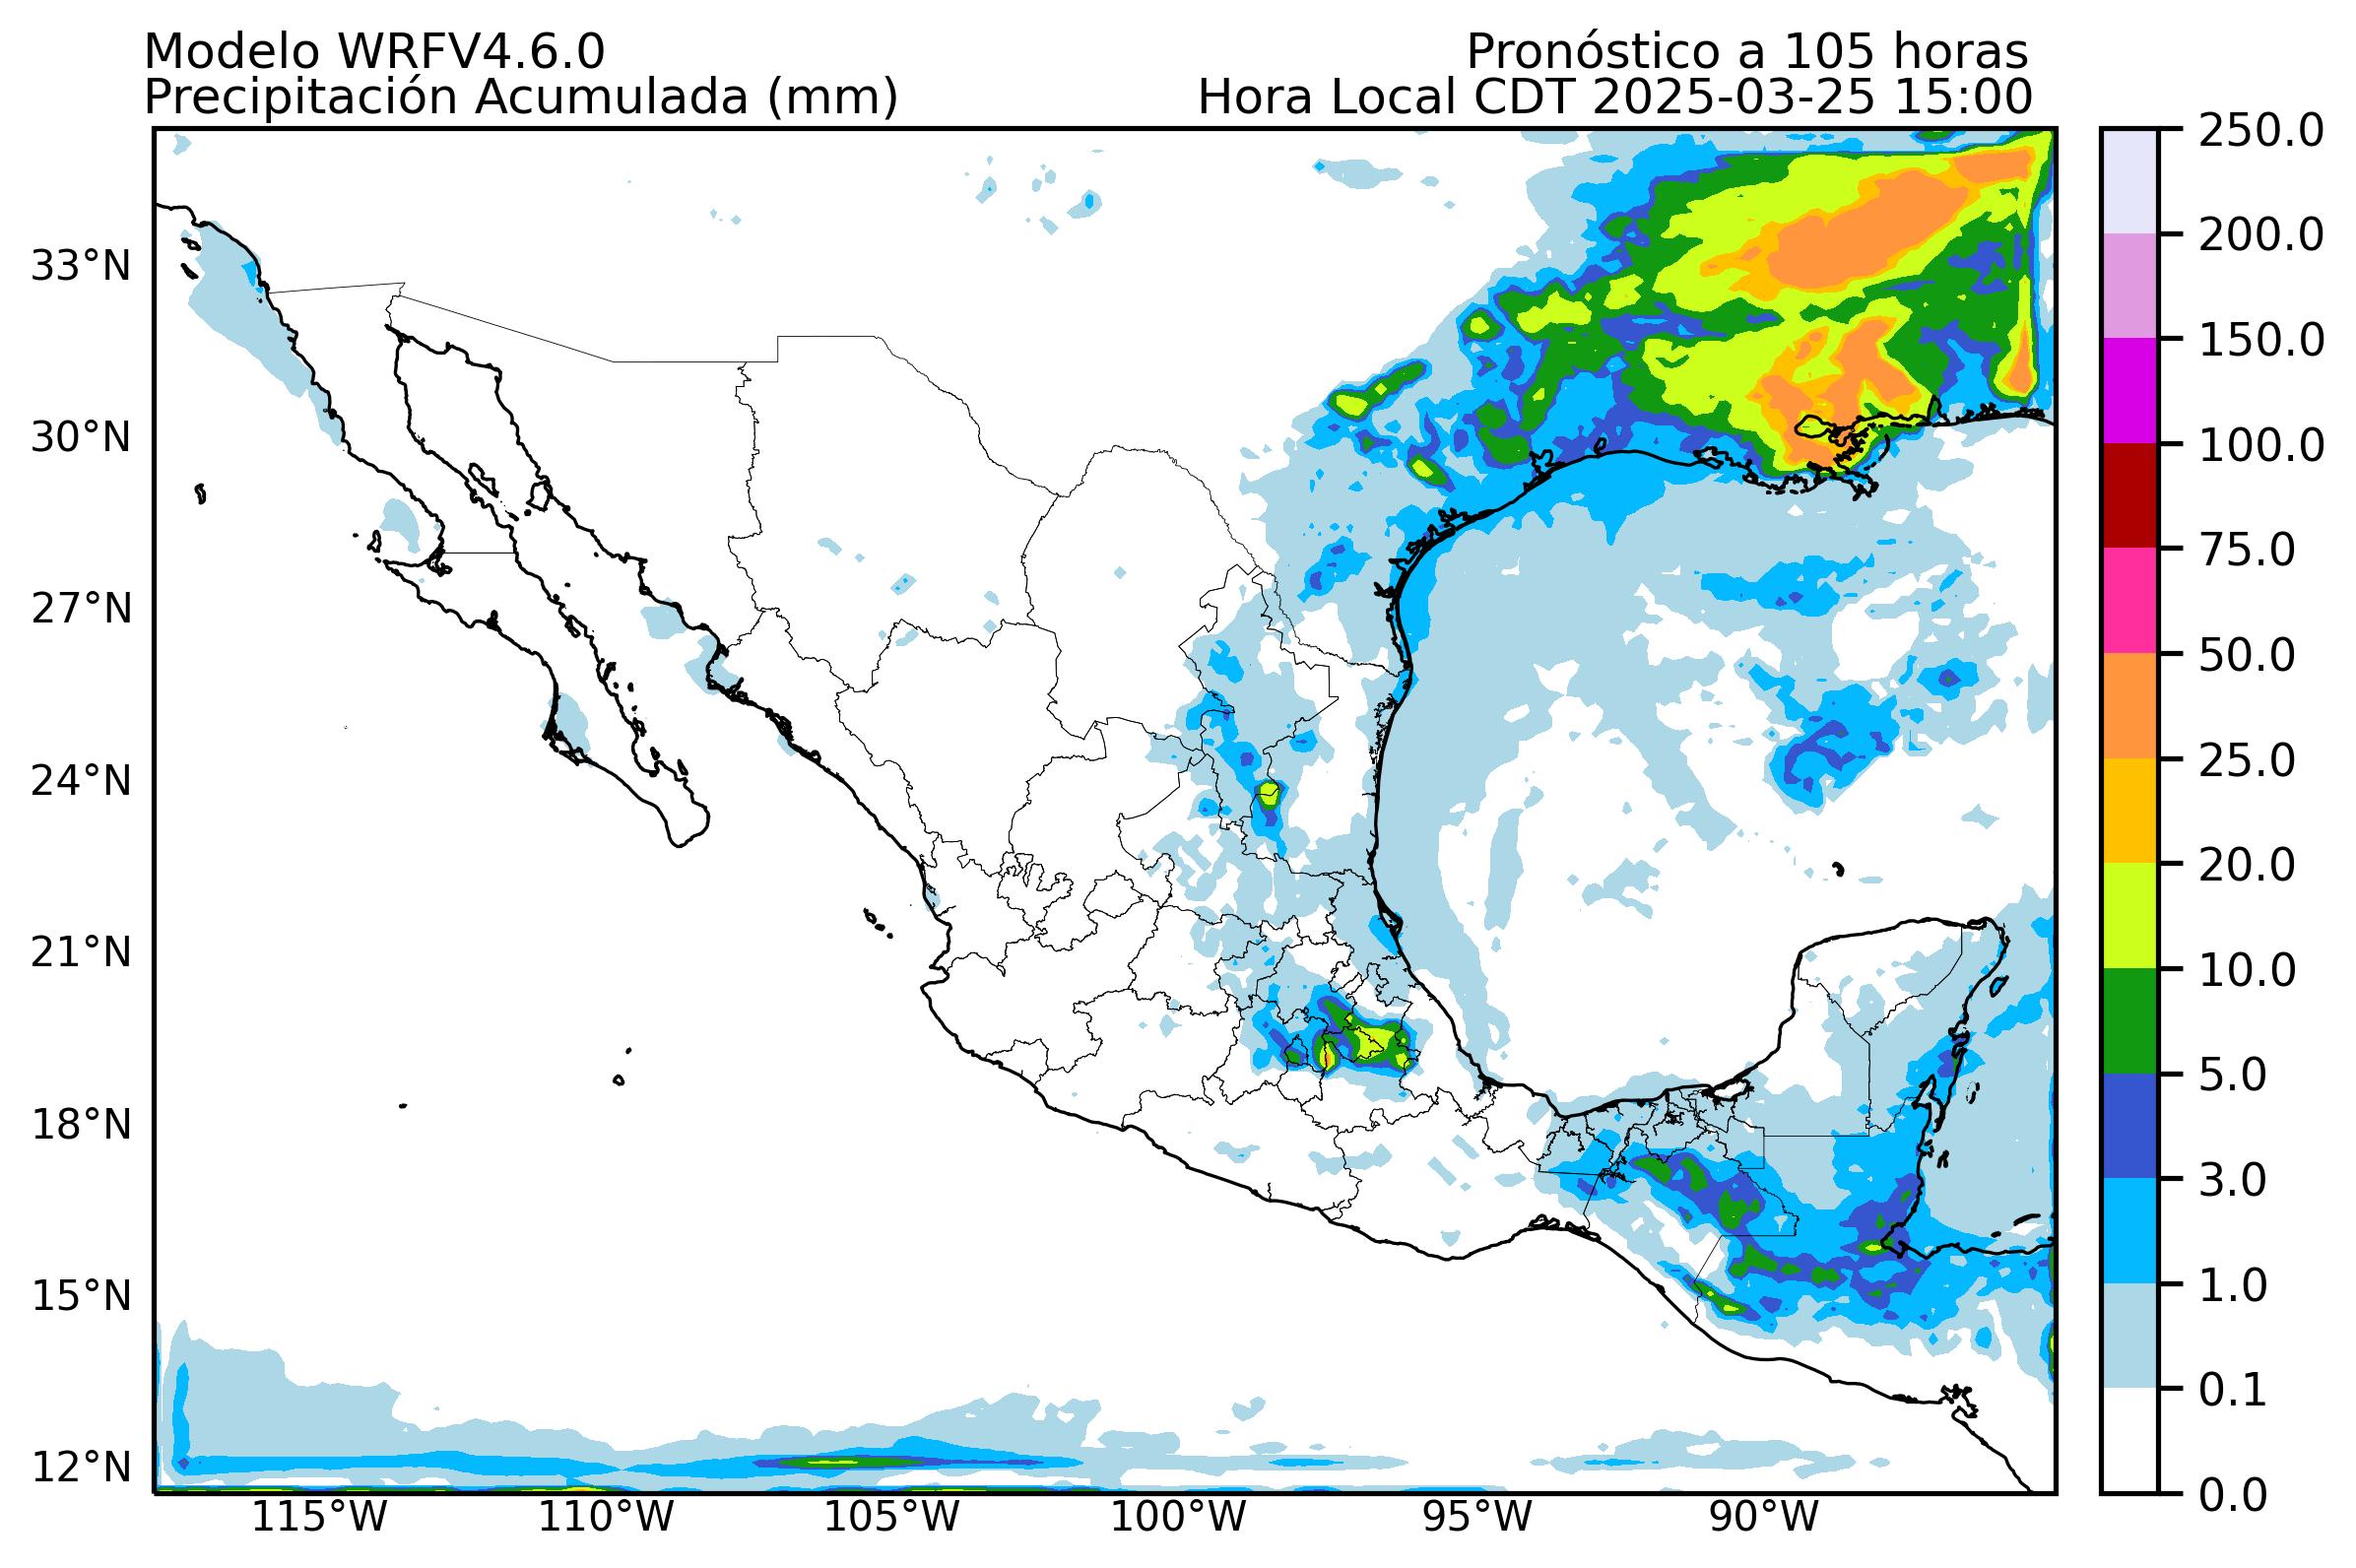 Modelo WRFV4.6.0
Pronóstico a 105 horas
Precipitación Acumulada (mm)
Hora Local CDT 2025-03-25 15:00
33°N
30°N
27°N
24°N
21°N
18°N
15°N
12°N
115°W
110°W
105°W
100°W
95°W
90°W
250.0
200.0
150.0
100.0
75.0
50.0
25.0
20.0
10.0
5.0
3.0
1.0
0.1
0.0